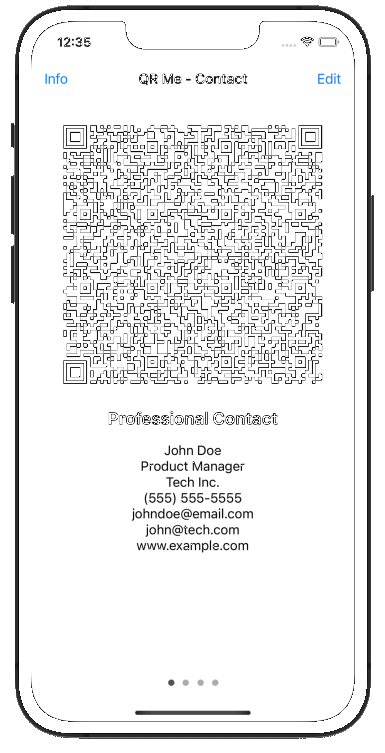 12:35
Info QR Me - Contact Edit
Professional Contact
John Doe
Product Manager
Tech Inc.
(555) 555-5555
johndoe@email.com
john@tech.com
www.example.com